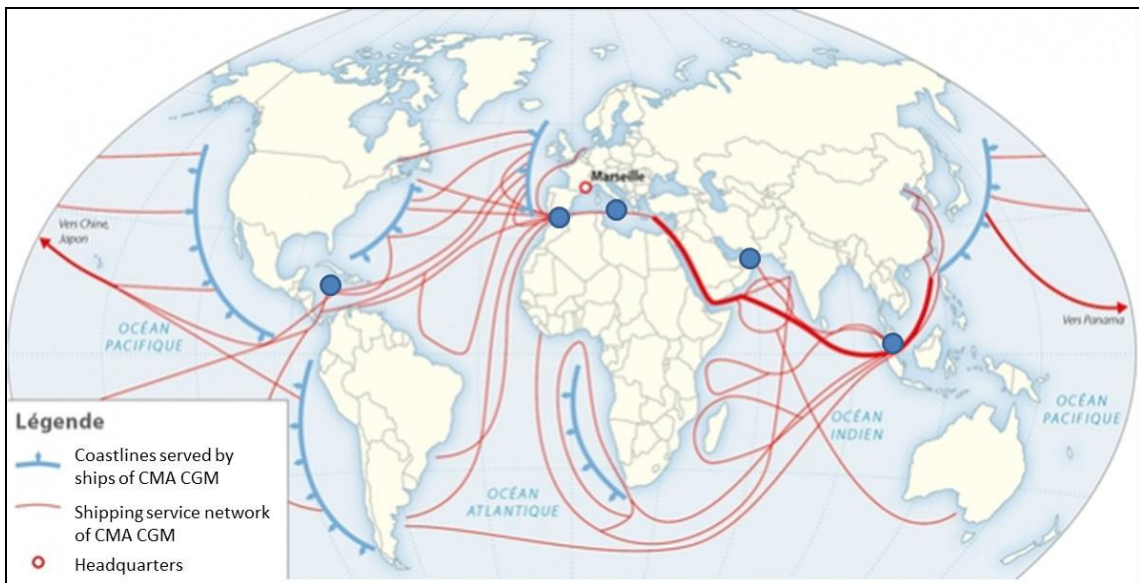 Marseille
Vers Chine,
Japon
OCÉAN
PACIFIQUE
Vers Panama
OCÉAN
PACIFIQUE
OCÉAN
INDIEN
OCÉAN
ATLANTIQUE
Légende
Coastlines served by
ships of CMA CGM
Shipping service network
of CMA CGM
Headquarters